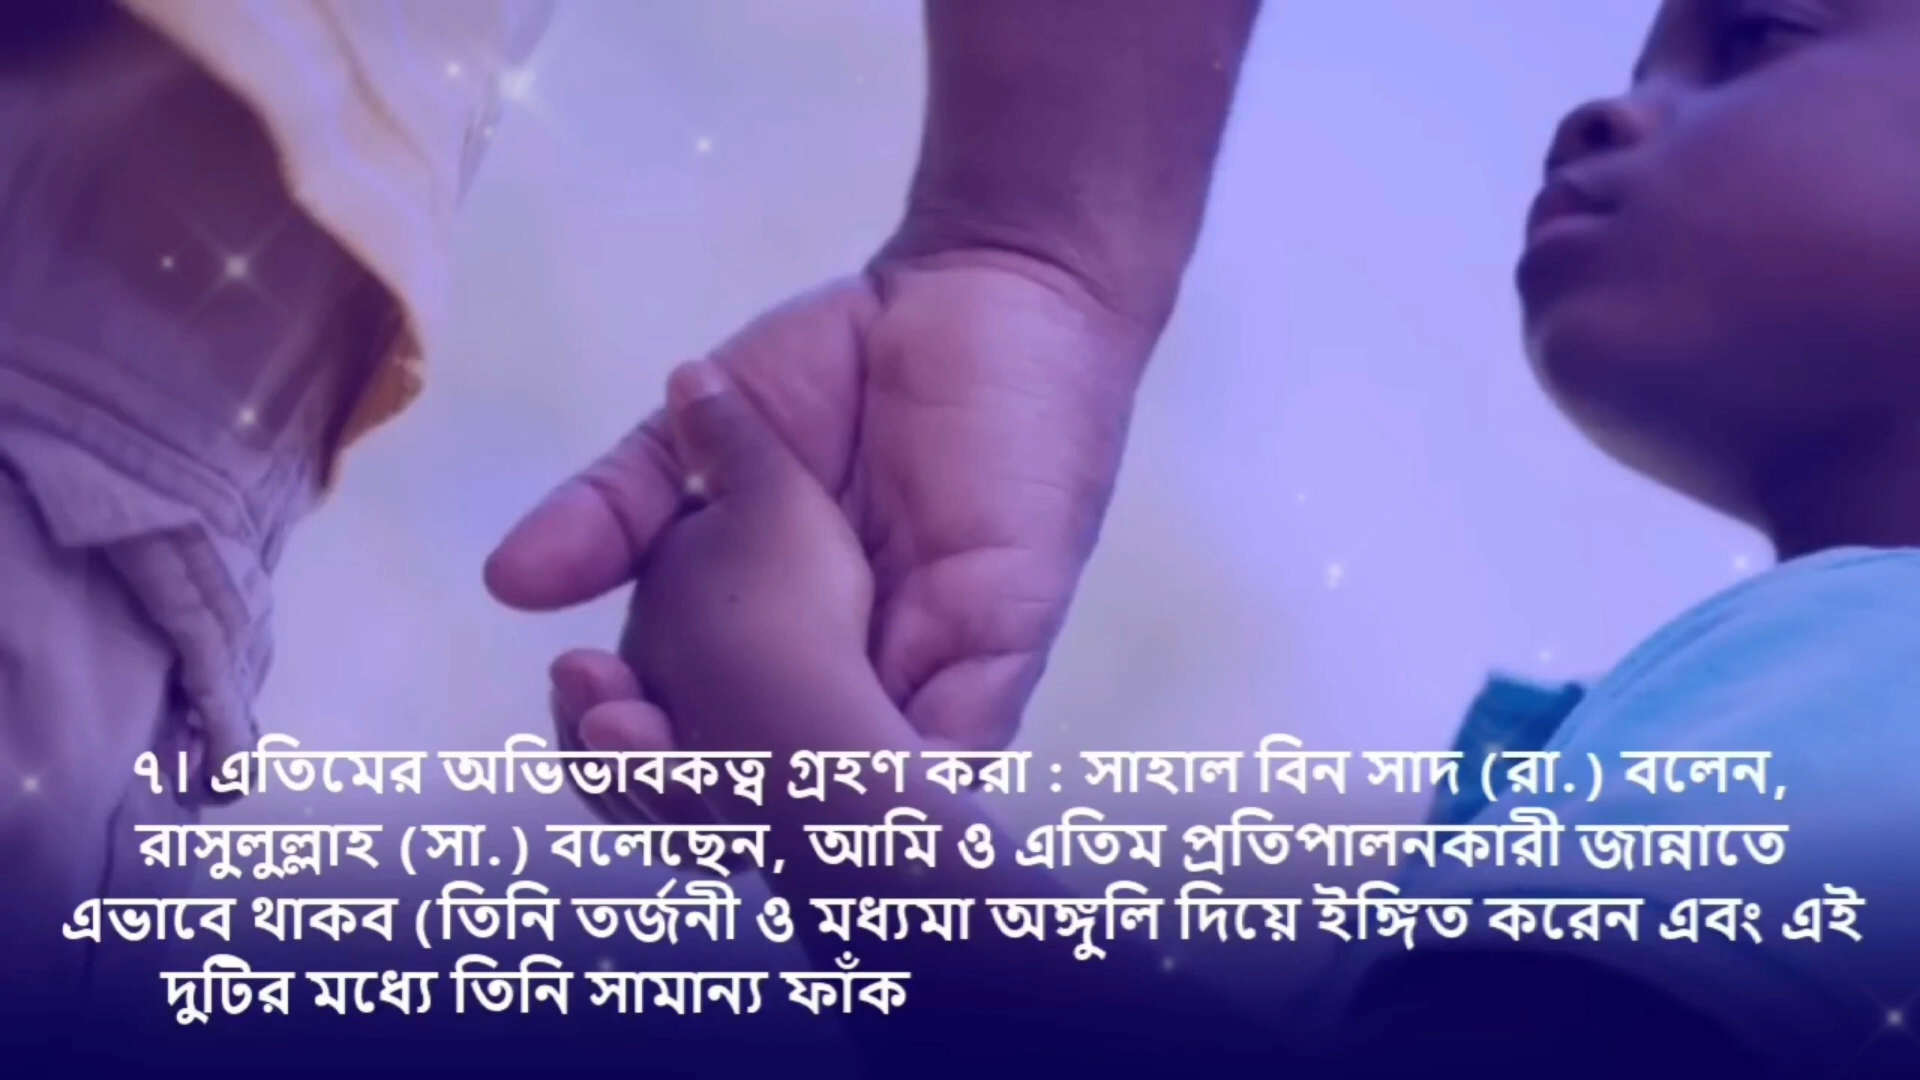 ৭। এতিমের অভিভাবকত্ব গ্রহণ করা : সাহাল বিন সাদ (রা.) বলেন,
রাসুলুল্লাহ (সা.) বলেছেন, আমি ও এতিম প্রতিপালনকারী জান্নাতে
এভাবে থাকব (তিনি তর্জনী ও মধ্যমা অঙ্গুলি দিয়ে ইঙ্গিত করেন এবং এই
দুটির মধ্যে তিনি সামান্য ফাঁক